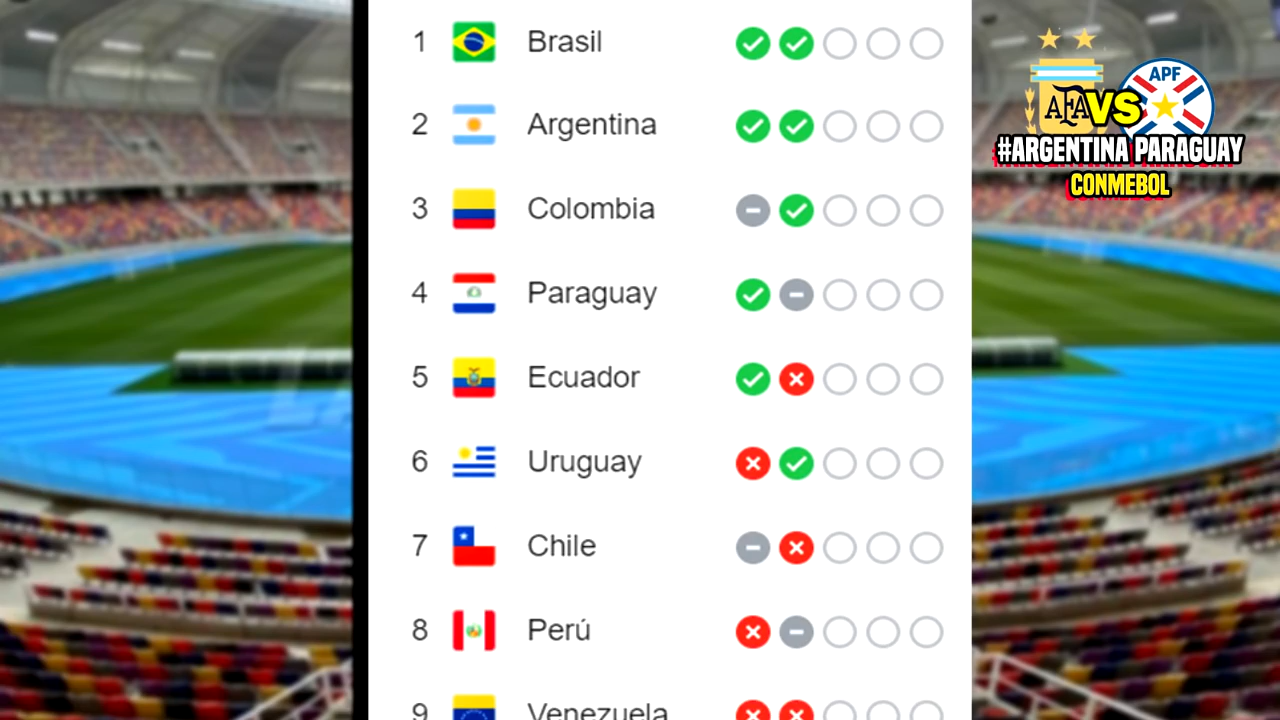 1 Brasil
2 Argentina
3 Colombia
4 Paraguay
5 Ecuador
6 Uruguay
7 Chile
8 Perú
9 Venezuela
AFA VS APF
#ARGENTINA PARAGUAY
CONMEBOL